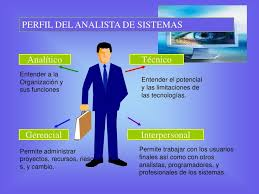 PERFIL DEL ANALISTA DE SISTEMAS
Analítico
Entender a la
Organización y
sus funciones
Técnico
Entender el potencial
y las limitaciones de
las tecnologías.
Gerencial
Permite administrar
proyectos, recursos,
s, y cambio.
Interpersonal
Permite trabajar con los usuarios
finales así como con otros
analistas, programadores, y
profesionales de los sistemas